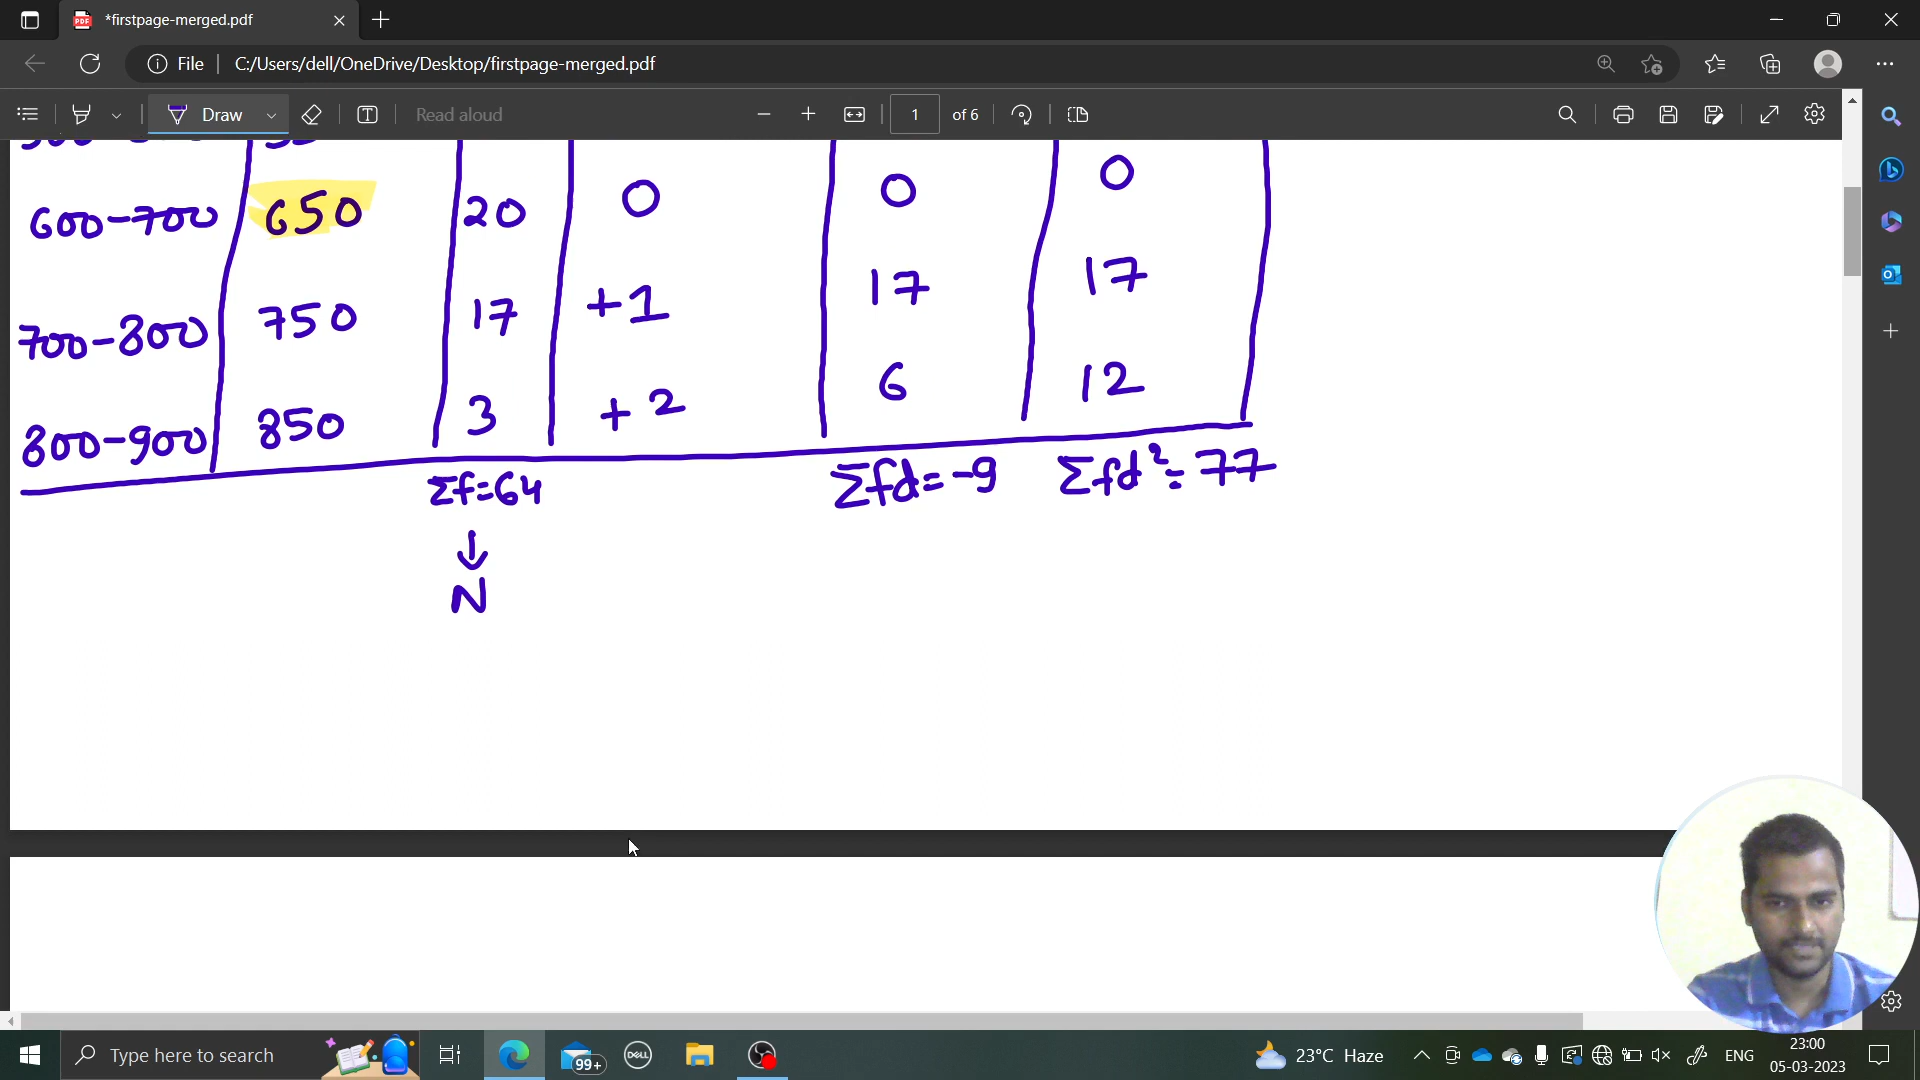 *firstpage-merged.pdf
File
C:/Users/dell/OneDrive/Desktop/firstpage-merged.pdf
Draw
Read aloud
1 of 6
600-700 650 20 0 0 0
700-800 750 17 +1 17 17
800-900 850 3 +2 6 12
Σf=64 Σfd=-9 Σfd²=77
↓
N
Type here to search
99+
DELL
23°C Haze
ENG
23:00
05-03-2023